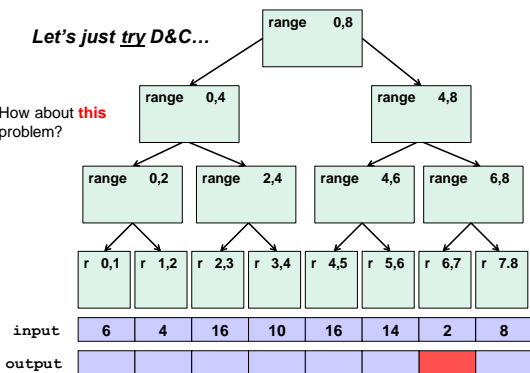 Let's just try D&C…
range 0,8
How about this
problem?
range 0,4
range 4,8
range 0,2
range 2,4
range 4,6
range 6,8
r 0,1
r 1,2
r 2,3
r 3,4
r 4,5
r 5,6
r 6,7
r 7.8
input 6 4 16 10 16 14 2 8
output